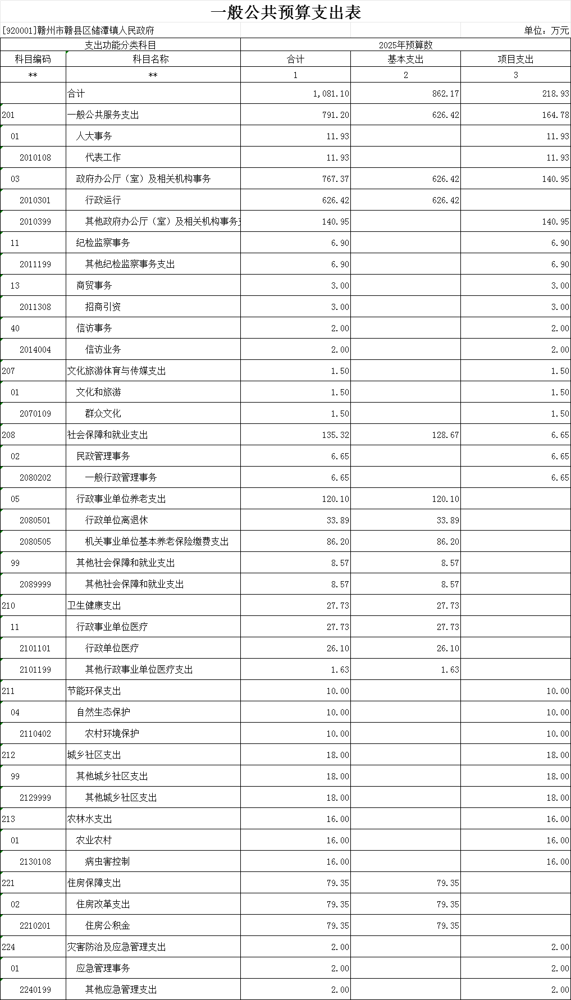 一般公共预算支出表
[920001]赣州市赣县区储潭镇人民政府 单位：万元
支出功能分类科目 2025年预算数
科目编码 科目名称 合计 基本支出 项目支出
** ** 1 2 3
合计 1,081.10 862.17 218.93
201 一般公共服务支出 791.20 626.42 164.78
01 人大事务 11.93 11.93
2010108 代表工作 11.93 11.93
03 政府办公厅（室）及相关机构事务 767.37 626.42 140.95
2010301 行政运行 626.42 626.42
2010399 其他政府办公厅（室）及相关机构事务 140.95 140.95
11 纪检监察事务 6.90 6.90
2011199 其他纪检监察事务支出 6.90 6.90
13 商贸事务 3.00 3.00
2011308 招商引资 3.00 3.00
40 信访事务 2.00 2.00
2014004 信访业务 2.00 2.00
207 文化旅游体育与传媒支出 1.50 1.50
01 文化和旅游 1.50 1.50
2070109 群众文化 1.50 1.50
208 社会保障和就业支出 135.32 128.67 6.65
02 民政管理事务 6.65 6.65
2080202 一般行政管理事务 6.65 6.65
05 行政事业单位养老支出 120.10 120.10
2080501 行政单位离退休 33.89 33.89
2080505 机关事业单位基本养老保险缴费支出 86.20 86.20
99 其他社会保障和就业支出 8.57 8.57
2089999 其他社会保障和就业支出 8.57 8.57
210 卫生健康支出 27.73 27.73
11 行政事业单位医疗 27.73 27.73
2101101 行政单位医疗 26.10 26.10
2101199 其他行政事业单位医疗支出 1.63 1.63
211 节能环保支出 10.00 10.00
04 自然生态保护 10.00 10.00
2110402 农村环境保护 10.00 10.00
212 城乡社区支出 18.00 18.00
99 其他城乡社区支出 18.00 18.00
2129999 其他城乡社区支出 18.00 18.00
213 农林水支出 16.00 16.00
01 农业农村 16.00 16.00
2130108 病虫害控制 16.00 16.00
221 住房保障支出 79.35 79.35
02 住房改革支出 79.35 79.35
2210201 住房公积金 79.35 79.35
224 灾害防治及应急管理支出 2.00 2.00
01 应急管理事务 2.00 2.00
2240199 其他应急管理支出 2.00 2.00